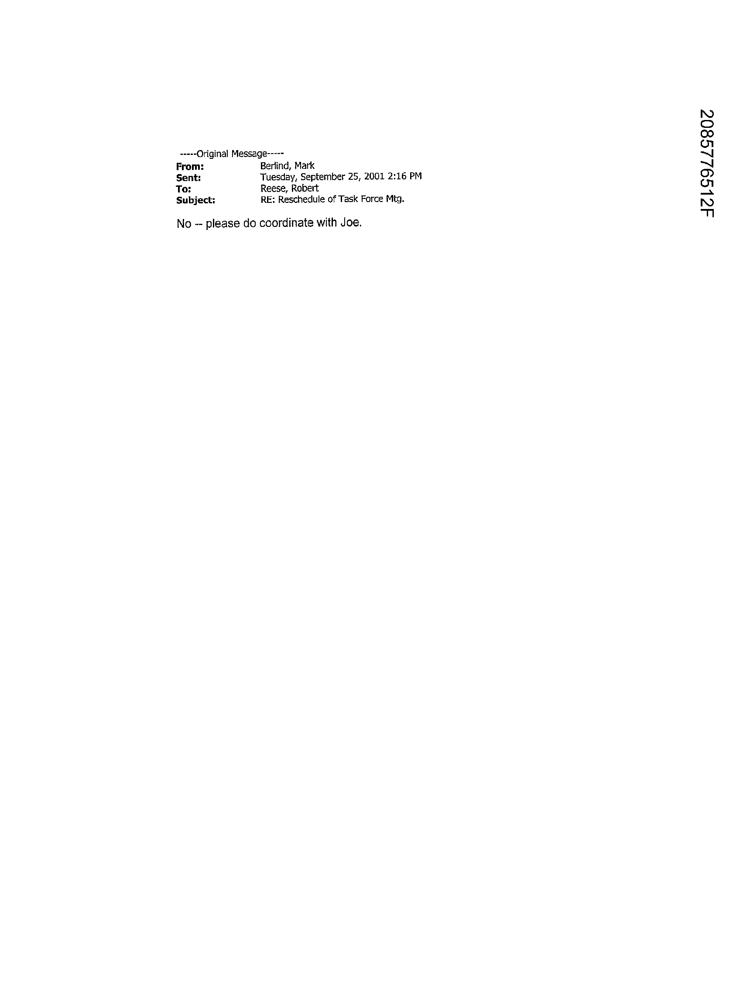 -----Original Message-----
From: Berlind, Mark
Sent: Tuesday, September 25, 2001 2:16 PM
To: Reese, Robert
Subject: RE: Reschedule of Task Force Mtg.
No -- please do coordinate with Joe.
2085776512F